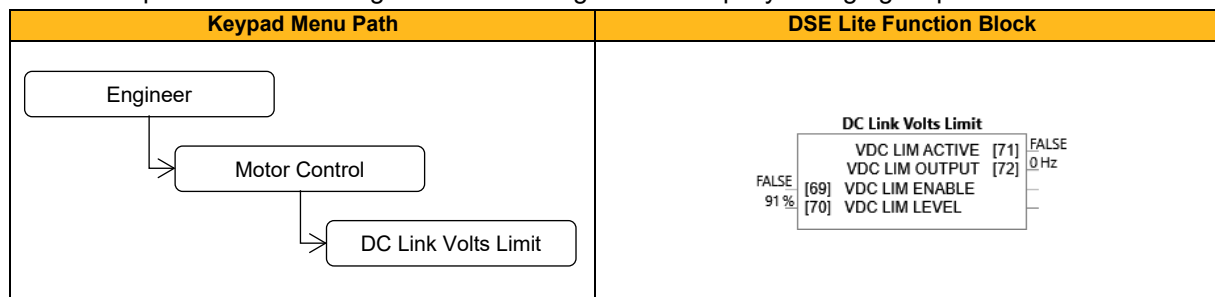 Keypad Menu Path
DSE Lite Function Block
Engineer
Motor Control
DC Link Volts Limit
DC Link Volts Limit
VDC LIM ACTIVE [71] FALSE
VDC LIM OUTPUT [72] 0 Hz
FALSE [69] VDC LIM ENABLE
91 % [70] VDC LIM LEVEL